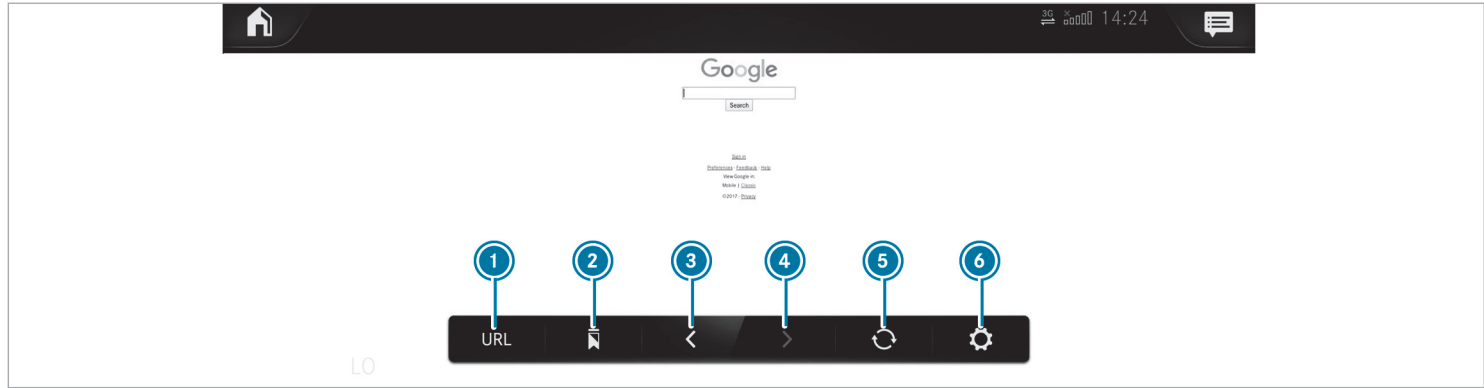 3G 14:24
Google
Search
Sign in
Preferences - Feedback - Help
View Google in:
Mobile | Classic
©2017 - Privacy
1 2 3 4 5 6
URL
LO